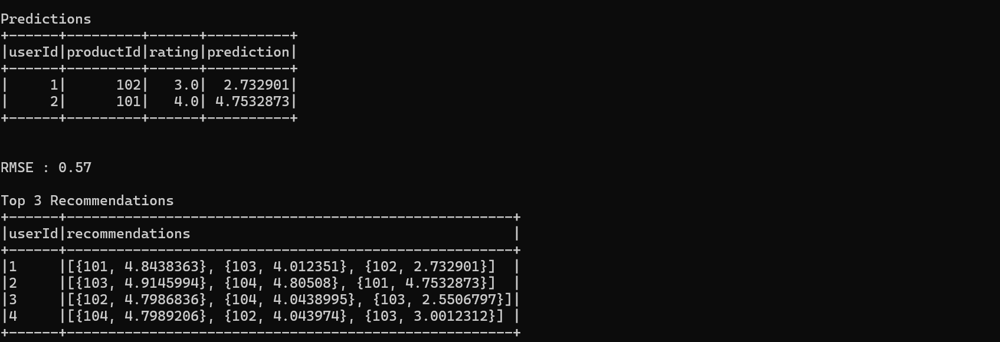 Predictions
+------+---------+------+----------+
|userId|productId|rating|prediction|
+------+---------+------+----------+
|     1|      102|   3.0|  2.732901|
|     2|      101|   4.0| 4.7532873|
+------+---------+------+----------+
RMSE : 0.57
Top 3 Recommendations
+------+------------------------------------------------------+
|userId|recommendations                                       |
+------+------------------------------------------------------+
|1     |[{101, 4.8438363}, {103, 4.012351}, {102, 2.732901}]  |
|2     |[{103, 4.9145994}, {104, 4.80508}, {101, 4.7532873}]  |
|3     |[{102, 4.7986836}, {104, 4.0438995}, {103, 2.5506797}]|
|4     |[{104, 4.7989206}, {102, 4.043974}, {103, 3.0012312}] |
+------+------------------------------------------------------+